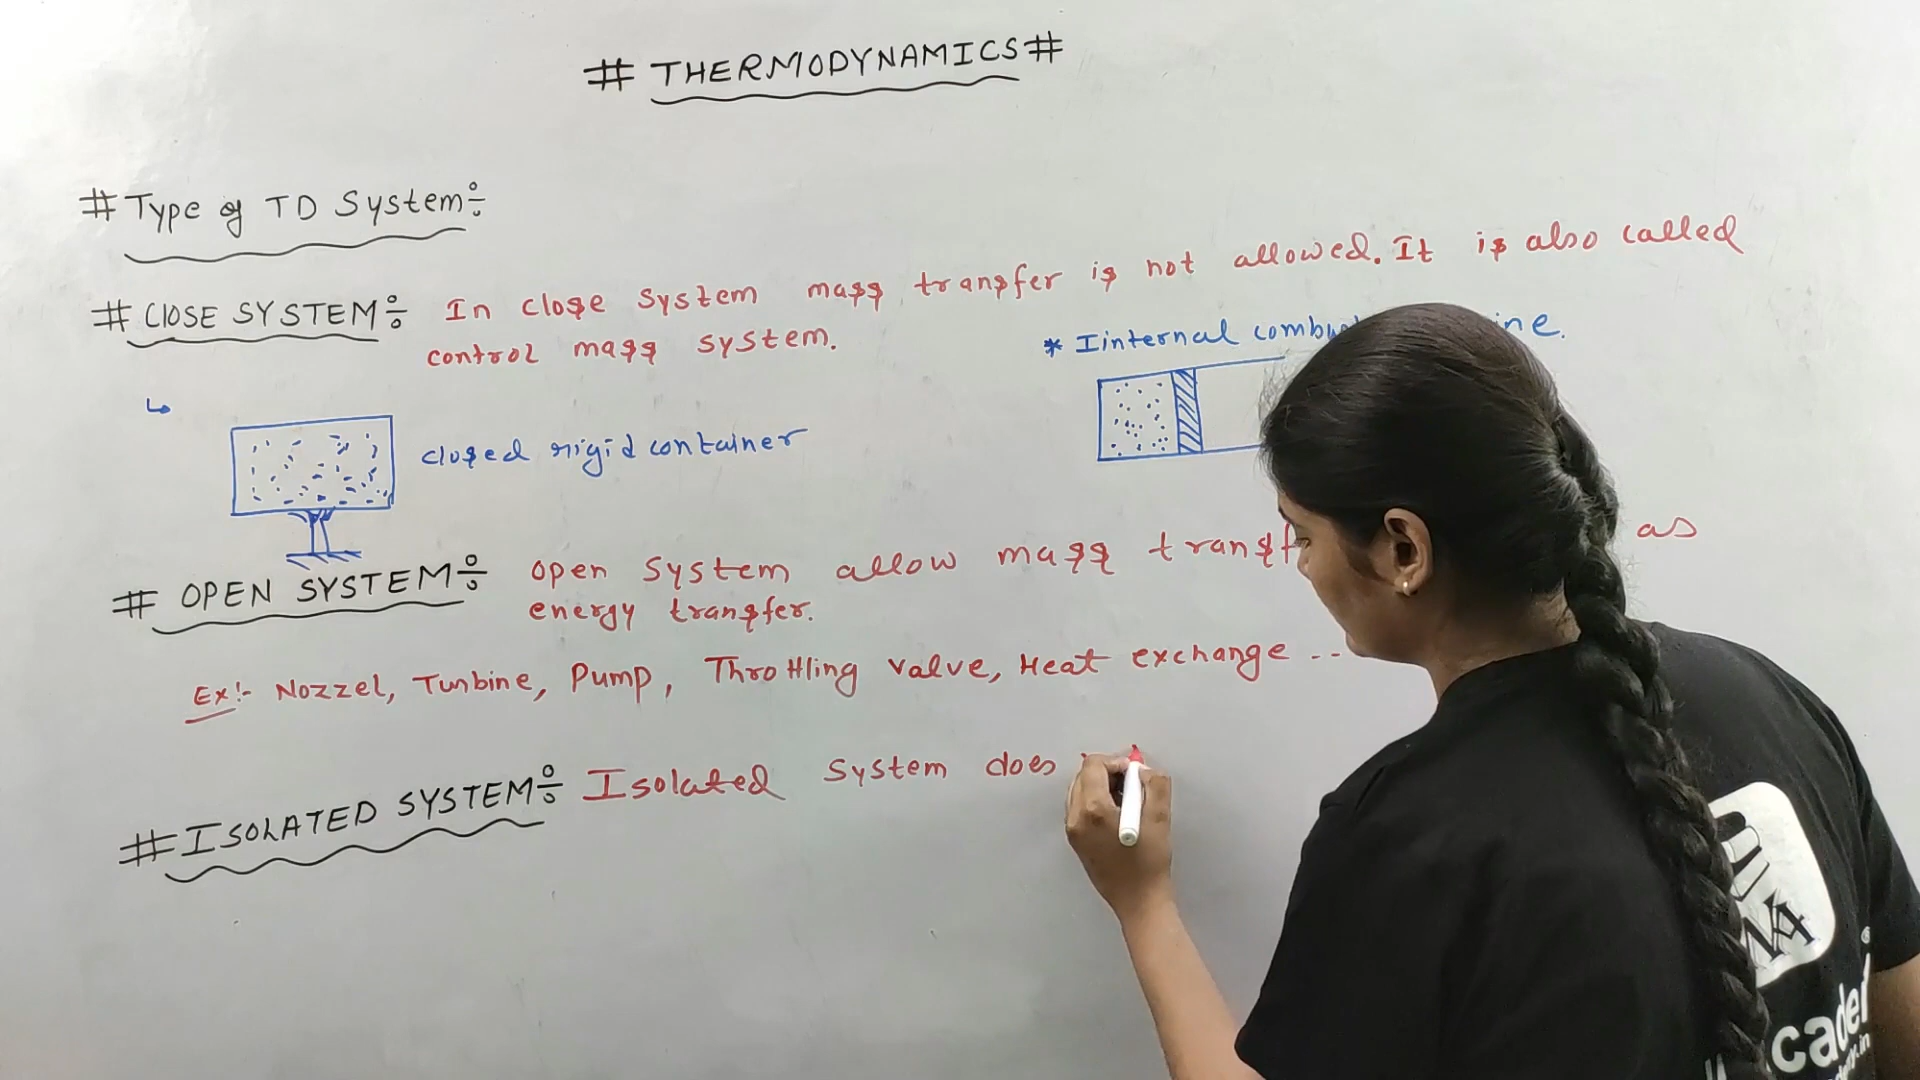 # THERMODYNAMICS #
# Type of TD System÷
# ClOSE SYSTEM÷ In close system mass transfer is not allowed. It is also called
control mass system.
* Iinternal
closed rigid container
# OPEN SYSTEM÷ open system allow mass as
energy transfer.
Ex:- Nozzel, Turbine, Pump, Throttling valve, Heat exchange --
# ISOLATED SYSTEM÷ Isolated system does